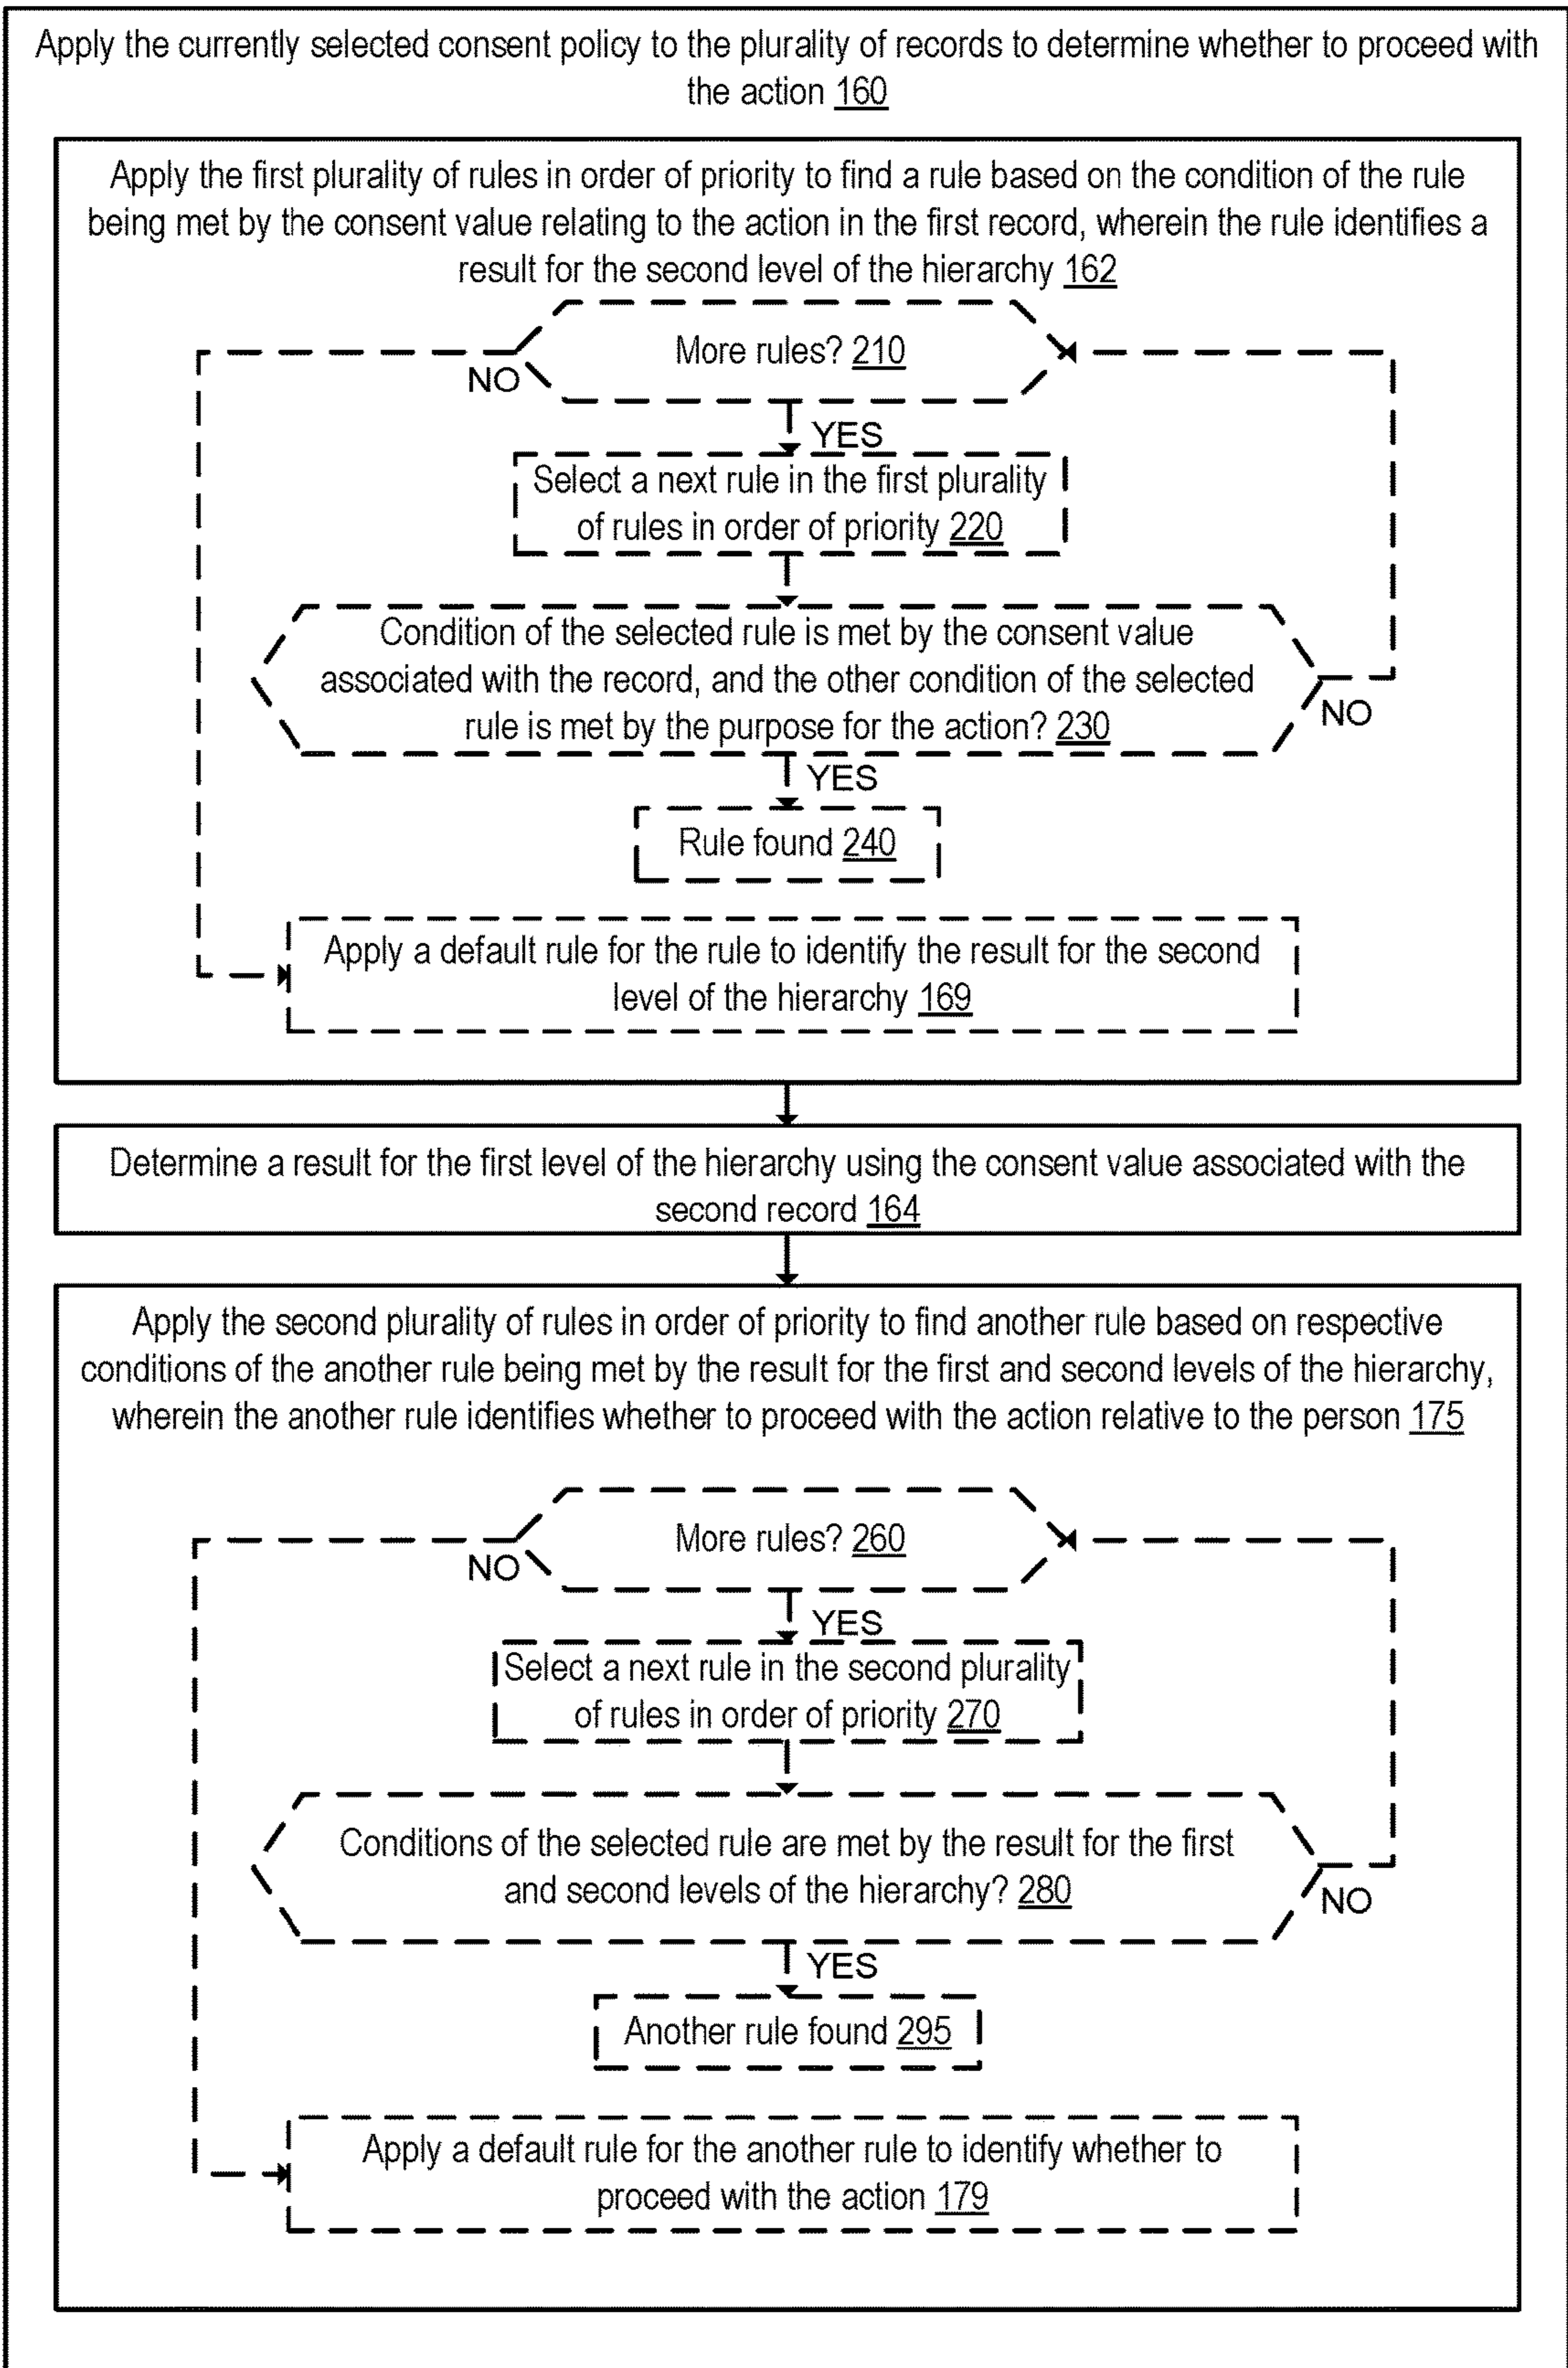 Apply the currently selected consent policy to the plurality of records to determine whether to proceed with
the action 160
Apply the first plurality of rules in order of priority to find a rule based on the condition of the rule
being met by the consent value relating to the action in the first record, wherein the rule identifies a
result for the second level of the hierarchy 162
More rules? 210
NO
YES
Select a next rule in the first plurality
of rules in order of priority 220
Condition of the selected rule is met by the consent value
associated with the record, and the other condition of the selected
rule is met by the purpose for the action? 230
NO
YES
Rule found 240
Apply a default rule for the rule to identify the result for the second
level of the hierarchy 169
Determine a result for the first level of the hierarchy using the consent value associated with the
second record 164
Apply the second plurality of rules in order of priority to find another rule based on respective
conditions of the another rule being met by the result for the first and second levels of the hierarchy,
wherein the another rule identifies whether to proceed with the action relative to the person 175
More rules? 260
NO
YES
Select a next rule in the second plurality
of rules in order of priority 270
Conditions of the selected rule are met by the result for the first
and second levels of the hierarchy? 280
NO
YES
Another rule found 295
Apply a default rule for the another rule to identify whether to
proceed with the action 179